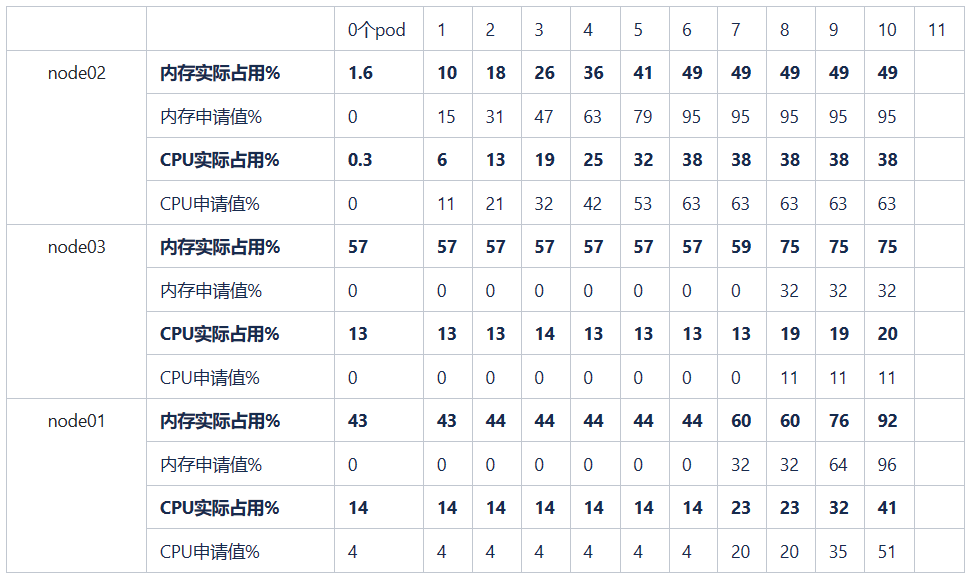 0个pod 1 2 3 4 5 6 7 8 9 10 11
node02 内存实际占用% 1.6 10 18 26 36 41 49 49 49 49 49
内存申请值% 0 15 31 47 63 79 95 95 95 95 95
CPU实际占用% 0.3 6 13 19 25 32 38 38 38 38 38
CPU申请值% 0 11 21 32 42 53 63 63 63 63 63
node03 内存实际占用% 57 57 57 57 57 57 57 59 75 75 75
内存申请值% 0 0 0 0 0 0 0 0 32 32 32
CPU实际占用% 13 13 13 14 13 13 13 13 19 19 20
CPU申请值% 0 0 0 0 0 0 0 0 11 11 11
node01 内存实际占用% 43 43 44 44 44 44 44 60 60 76 92
内存申请值% 0 0 0 0 0 0 0 32 32 64 96
CPU实际占用% 14 14 14 14 14 14 14 23 23 32 41
CPU申请值% 4 4 4 4 4 4 4 20 20 35 51